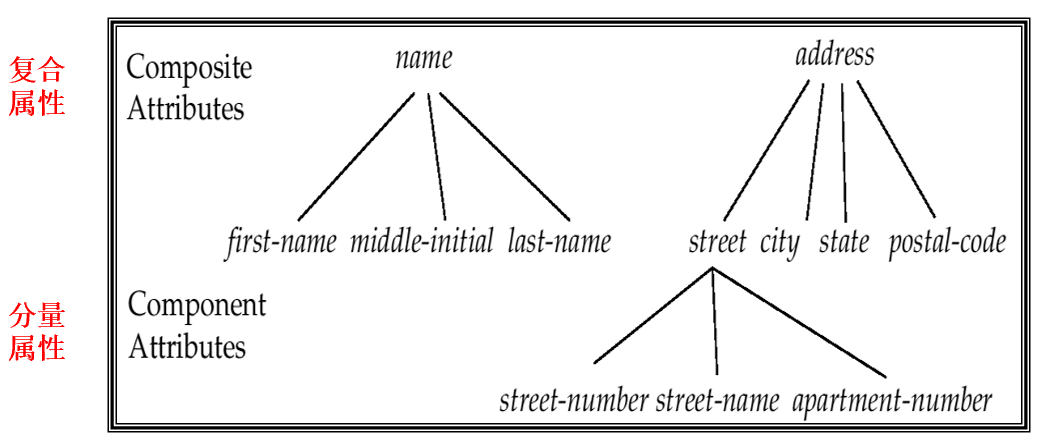 复合
属性
Composite
Attributes
name
address
first-name middle-initial last-name
street city state postal-code
分量
属性
Component
Attributes
street-number street-name apartment-number